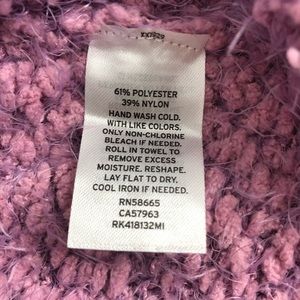 61% POLYESTER
39% NYLON
HAND WASH COLD.
WITH LIKE COLORS.
ONLY NON-CHLORINE
BLEACH IF NEEDED.
ROLL IN TOWEL TO
REMOVE EXCESS
MOISTURE. RESHAPE.
LAY FLAT TO DRY.
COOL IRON IF NEEDED.
RN58665
CA57963
RK418132MI